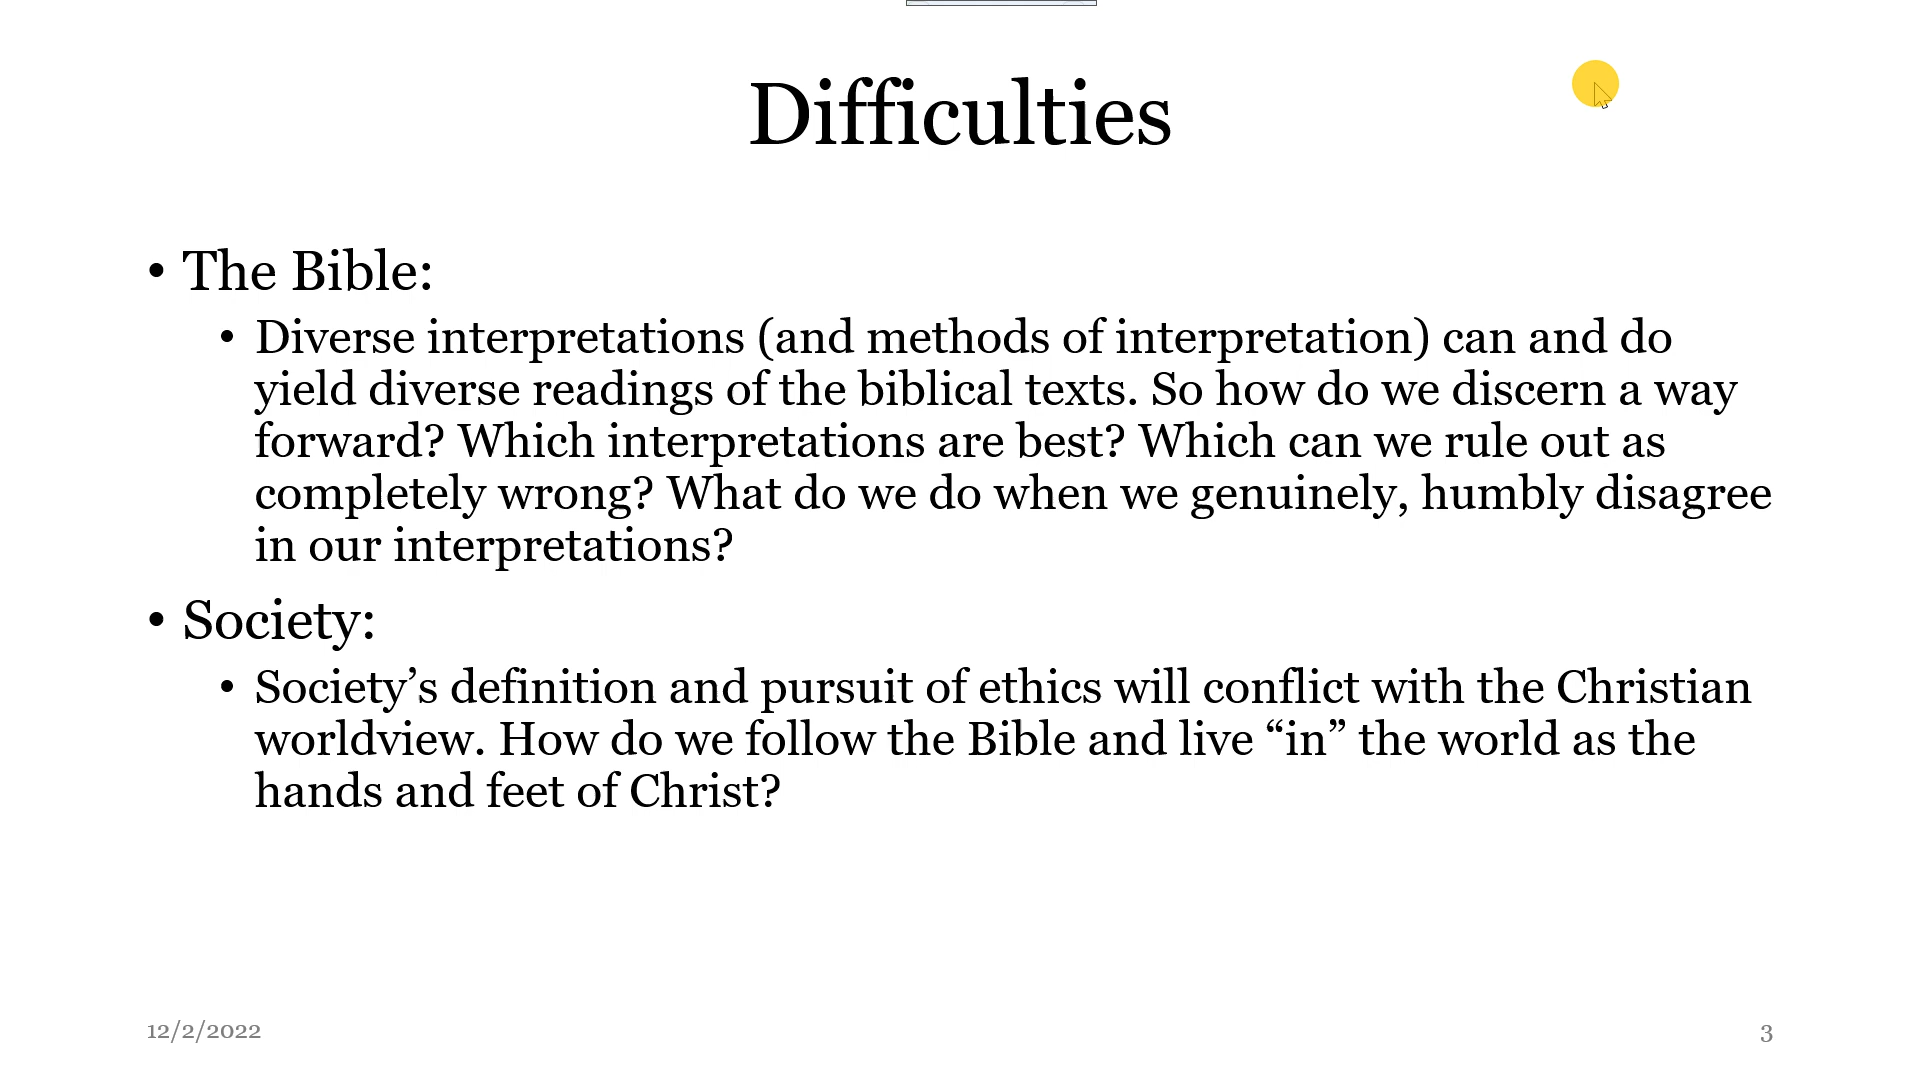 Difficulties
• The Bible:
• Diverse interpretations (and methods of interpretation) can and do
yield diverse readings of the biblical texts. So how do we discern a way
forward? Which interpretations are best? Which can we rule out as
completely wrong? What do we do when we genuinely, humbly disagree
in our interpretations?
• Society:
• Society’s definition and pursuit of ethics will conflict with the Christian
worldview. How do we follow the Bible and live “in” the world as the
hands and feet of Christ?
12/2/2022
3